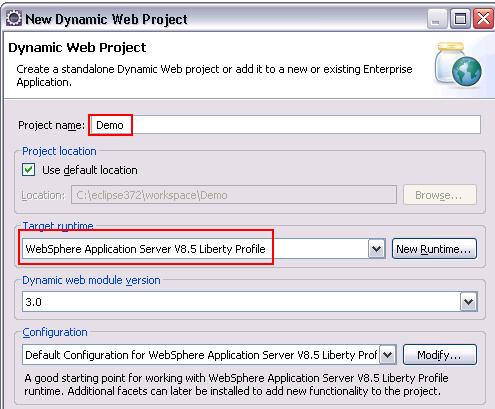 New Dynamic Web Project
Dynamic Web Project
Create a standalone Dynamic Web project or add it to a new or existing Enterprise
Application.
Project name: Demo
Project location
Use default location
Location: C:\eclipse372\workspace\Demo Browse...
Target runtime
WebSphere Application Server V8.5 Liberty Profile New Runtime...
Dynamic web module version
3.0
Configuration
Default Configuration for WebSphere Application Server V8.5 Liberty Prof Modify...
A good starting point for working with WebSphere Application Server V8.5 Liberty Profile
runtime. Additional facets can later be installed to add new functionality to the project.